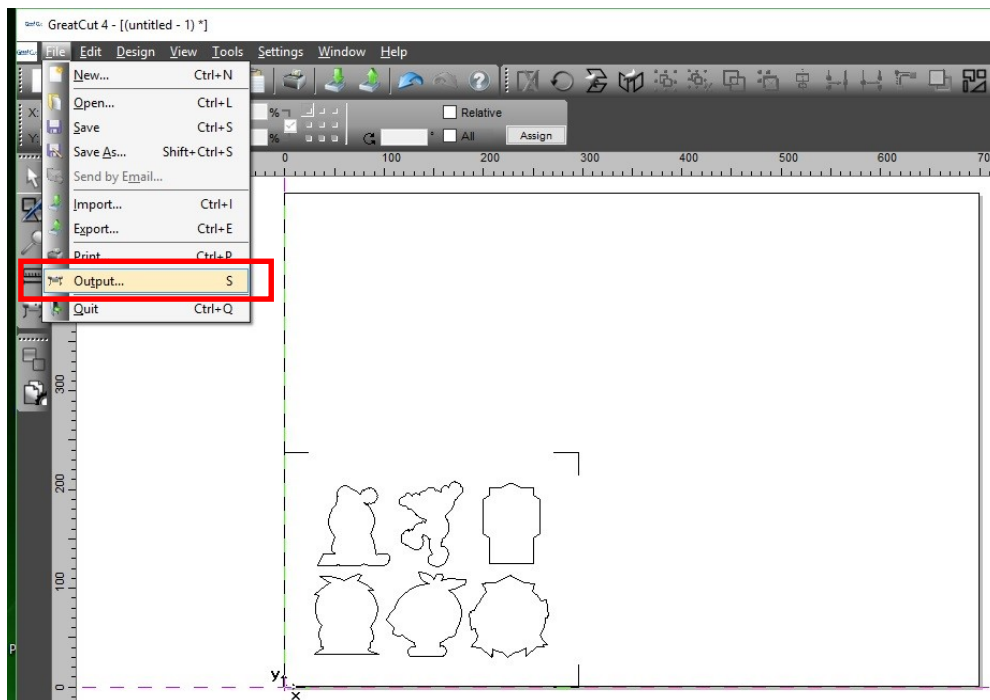 GreatCut 4 - [(untitled - 1) *]
File Edit Design View Tools Settings Window Help
New... Ctrl+N
Open... Ctrl+L
Save Ctrl+S
Save As... Shift+Ctrl+S
Send by Email...
Import... Ctrl+I
Export... Ctrl+E
Print Ctrl+P
Output... S
Quit Ctrl+Q
X: % Relative
Y: % ° All Assign
0 100 200 300 400 500 600 70
300
200
100
0
y
x
P